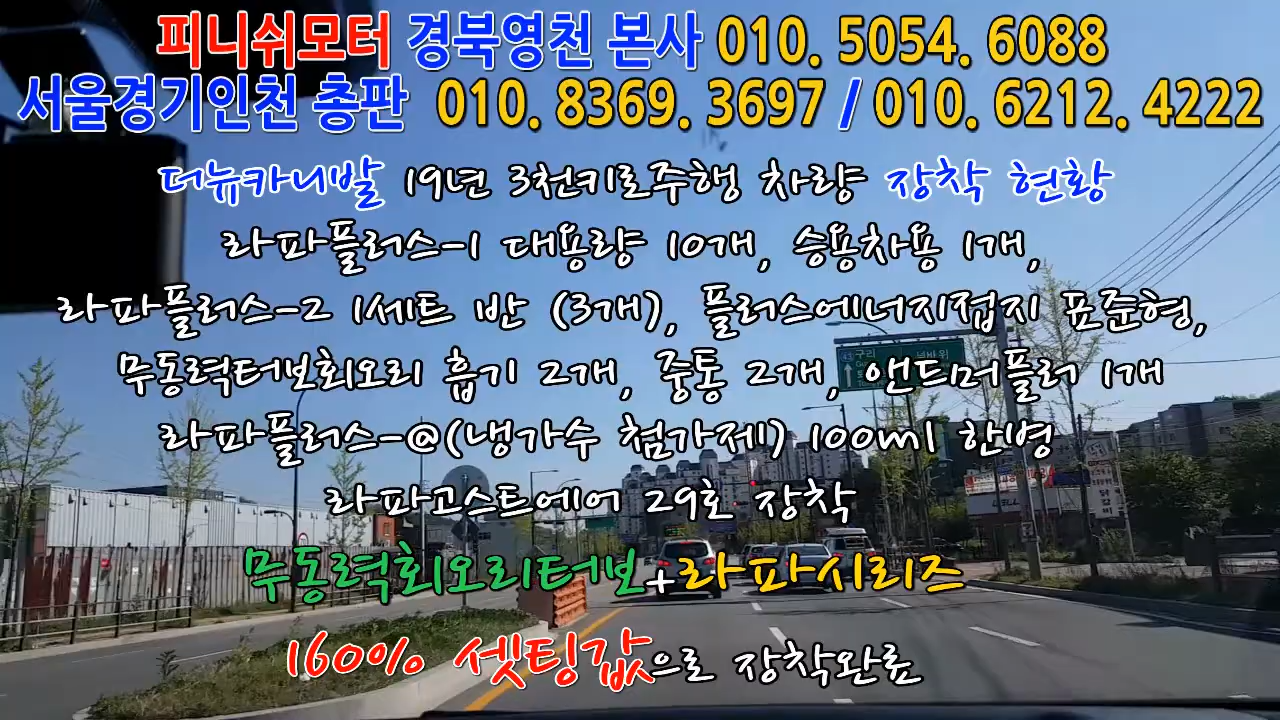 피니쉬모터 경북영천 본사 010. 5054. 6088
서울경기인천 총판 010. 8369. 3697 / 010. 6212. 4222
더뉴카니발 19년 3천키로주행 차량 장착 현황
라파플러스-1 대용량 10개, 승용차용 1개,
라파플러스-2 1세트 반 (3개), 플러스에너지접지 표준형,
무동력터보회오리 흡기 2개, 중통 2개, 앤드머플러 1개
라파플러스-@(냉가수 첨가제) 100ml 한병
라파고스트에어 29호 장착
무동력회오리터보+라파시리즈
160% 셋팅값으로 장착완료
43 구리